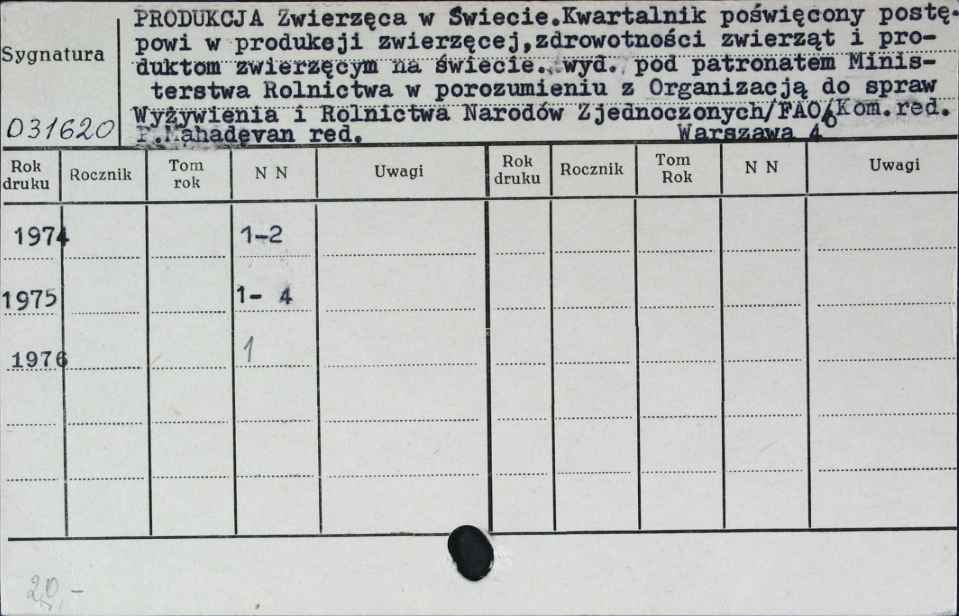 PRODUKCJA Zwierzęca w Świecie.Kwartalnik poświęcony postę-
powi w produkcji zwierzęcej,zdrowotności zwierząt i pro-
duktom zwierzęcym na świecie. wyd. pod patronatem Minis-
terstwa Rolnictwa w porozumieniu z Organizacją do spraw
Wyżywienia i Rolnictwa Narodów Zjednoczonych/FAO/Kom.red.
P.Mahadevan red. Warszawa 4°
Sygnatura
D31620
Rok druku Rocznik Tom rok N N Uwagi Rok druku Rocznik Tom Rok N N Uwagi
1974 1-2
1975 1- 4
1976 1
20,-